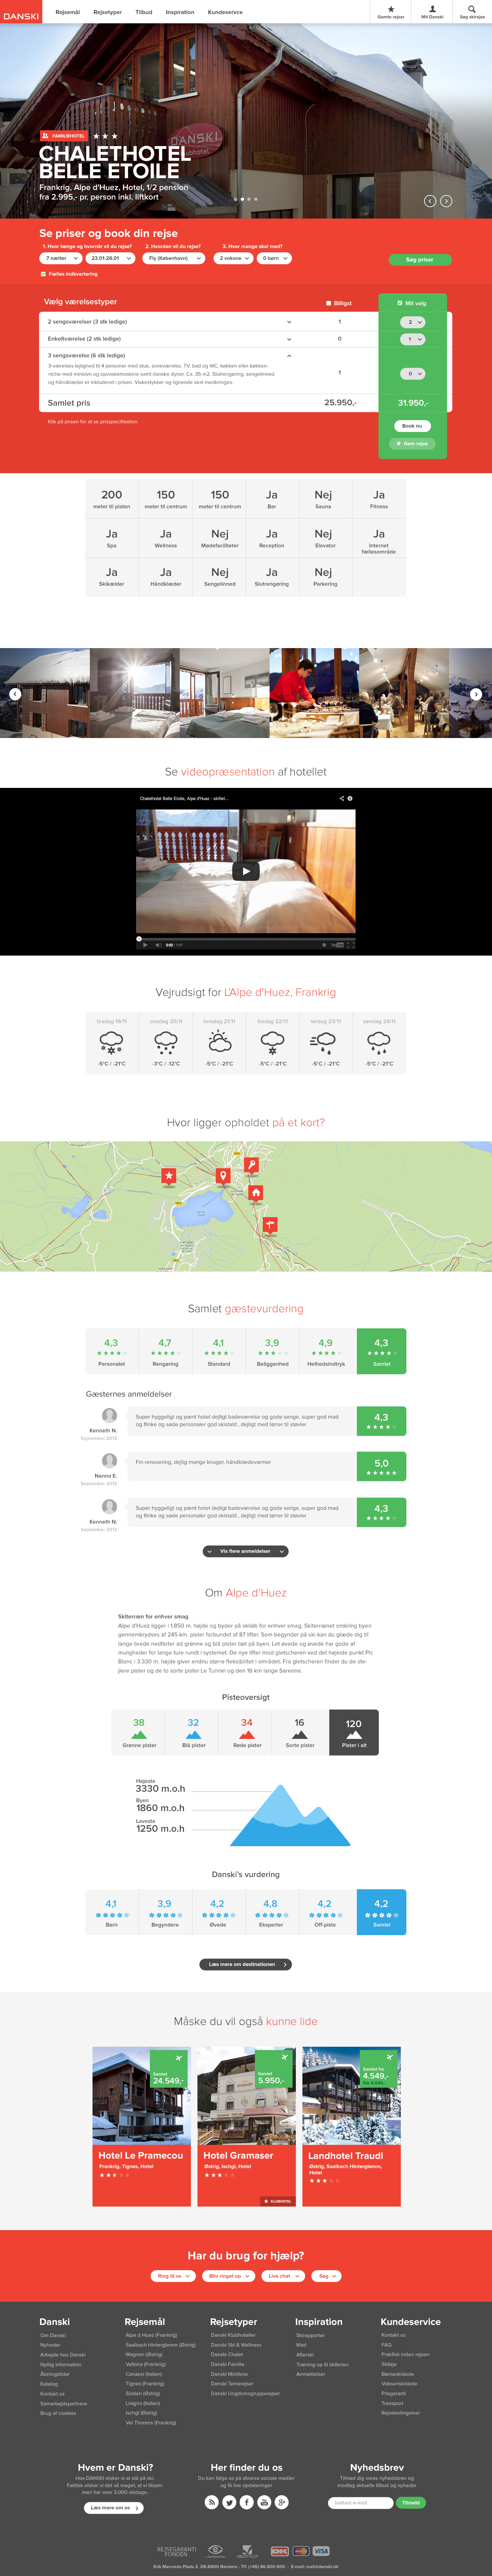 DANSKI
Rejsemål Rejsetyper Tilbud Inspiration Kundeservce
Gemte rejser Mit Danski Søg skirejse
FAMILIEHOTEL
CHALETHOTEL
BELLE ETOILE
Frankrig, Alpe d'Huez, Hotel, 1/2 pension
fra 2.995,- pr. person inkl. liftkort
Se priser og book din rejse
1. Hvor længe og hvornår vil du rejse? 2. Hvordan vil du rejse? 3. Hvor mange skal med?
7 nætter 23.01-26.01 Fly (København) 2 voksne 0 børn Søg priser
Fælles indkvartering
Vælg værelsestyper Billigst Mit valg
2 sengsværelser (3 stk ledige) 1 2
Enkeltværelse (2 stk ledige) 0 1
3 sengsværelse (6 stk ledige)
3-værelses lejlighed til 4 personer med stue, soveværelse, TV, bad og WC, køkken eller køkken-
niche med minikovn og opvaskemaskine samt danske dyner. Ca. 35 m2. Slutrengøring, sengelinned 1 0
og håndklæder er inkluderet i prisen. Viskestykker og lignende skal medbringes.
Samlet pris 25.950,- 31.950,-
Klik på prisen for at se prisspecifikation
Book nu
Gem rejse
200 150 150 Ja Nej Ja
meter til pisten meter til centrum meter til centrum Bar Sauna Fitness
Ja Ja Nej Ja Nej Ja
Spa Wellness Mødefaciliteter Reception Elevator Internet
fællesområde
Ja Ja Nej Ja Nej
Skikælder Håndklæder Sengelinned Slutrengøring Parkering
Se videopræsentation af hotellet
Chalethotel Belle Etoile, Alpe d'Huez - skiferi...
0:00 / 1:47
Vejrudsigt for L'Alpe d'Huez, Frankrig
tirsdag 19/11 onsdag 20/11 torsdag 21/11 fredag 22/11 lørdag 23/11 søndag 24/11
-5°C / -21°C -3°C / -12°C -5°C / -21°C -5°C / -21°C -5°C / -21°C -5°C / -21°C
Hvor ligger opholdet på et kort?
Samlet gæstevurdering
4,3 4,7 4,1 3,9 4,9 4,3
Personalet Rengøring Standard Beliggenhed Helhedsindtryk Samlet
Gæsternes anmeldelser
Super hyggeligt og pænt hotel dejligt badeværelse og gode senge, super god mad
og flinke og søde personaler god skistald , dejligt med tørrer til støvler
4,3
Kenneth N.
September 2013
Fin renovering, dejlig mange knager, håndklædevarmer
5,0
Nanna E.
September 2013
Super hyggeligt og pænt hotel dejligt badeværelse og gode senge, super god mad
og flinke og søde personaler god skistald , dejligt med tørrer til støvler
4,3
Kenneth N.
September 2013
Vis flere anmeldelser
Om Alpe d'Huez
Skiterræn for enhver smag
Alpe d'Huez ligger i 1.850 m. højde og byder på skiløb for enhver smag. Skiterrænet omkring byen
gennemkrydses af 245 km. pister forbundet af 87 lifter. Som begynder på ski kan du glæde dig til
lange brede nedfarter ad grønne og blå pister tæt på byen. Let øvede og øvede har gode
muligheder for lange ture rundt i systemet. De nye lifter mod gletscheren ved det højeste punkt Pic
Blanc i 3.330 m. højde giver endnu større fleksibilitet i området. Fra gletscheren finder du de ste-
jlere pister og de to sorte pister Le Tunnel og den 16 km lange Sarenne.
Pisteoversigt
38 32 34 16 120
Grønne pister Blå pister Røde pister Sorte pister Pister i alt
Højeste
3330 m.o.h
Byen
1860 m.o.h
Laveste
1250 m.o.h
Danski's vurdering
4,1 3,9 4,2 4,8 4,2 4,2
Børn Begyndere Øvede Eksperter Off-piste Samlet
Læs mere om destinationen
Måske du vil også kunne lide
Samlet
24.549,-
Hotel Le Pramecou
Frankrig, Tignes, Hotel
Samlet
5.950,-
Hotel Gramaser
Østrig, Ischgl, Hotel
KLUBHOTEL
Samlet fra
4.549,-
Landhotel Traudl
Østrig, Saalbach Hinterglemm,
Hotel
Har du brug for hjælp?
Ring til os Bliv ringet op Live chat Søg
Danski
Om Danski
Nyheder
Arbejde hos Danski
Nyttig information
Åbningstider
Katalog
Kontakt os
Samarbejdspartnere
Brug af cookies
Rejsemål
Alpe d Huez (Frankrig)
Saalbach Hinterglemm (Østrig)
Wagrain (Østrig)
Valloire (Frankrig)
Canazei (Italien)
Tignes (Frankrig)
Sölden (Østrig)
Livigno (Italien)
Ischgl (Østrig)
Val Thorens (Frankrig)
Rejsetyper
Danski Klubhoteller
Danski Ski & Wellness
Danski Chalet
Danski Familie
Danski Miniferie
Danski Temarejser
Danski Ungdomsgrupperejser
Inspiration
Skirapporter
Mad
Afterski
Træning op til skiferien
Anmeldelser
Kundeservice
Kontakt os
FAQ
Praktisk inden rejsen
Skileje
Børneskiskole
Voksenskiskole
Prisgaranti
Transport
Rejsebetingelser
Hvem er Danski?
Hos DANSKI elsker vi at stå på ski.
Faktisk elsker vi det så meget, at vi tilsam-
men har over 3.000 skidage.
Læs mere om os
Her finder du os
Du kan følge os på diverse sociale medier
og få live opdateringer
Nyhedsbrev
Tilmeld dig vores nyhedsbrev og
modtag aktuelle tilbud og nyheder
Indtast e-mail Tilmeld
REJSEGARANTI
FONDEN
VISA
Erik Menveds Plads 2, DK-8900 Randers · Tlf. (+45) 86 800 600 · E-mail: mail@danski.dk